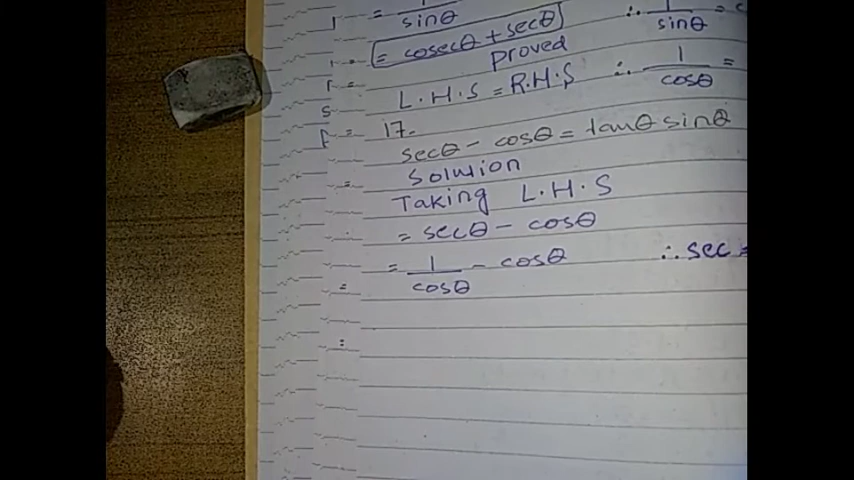 = 1/sinθ ∴ 1/sinθ =
= cosecθ + secθ
proved
L.H.S = R.H.S ∴ 1/cosθ =
17.
secθ - cosθ = tanθ sinθ
Solution
Taking L.H.S
= secθ - cosθ
= 1/cosθ - cosθ ∴ sec =